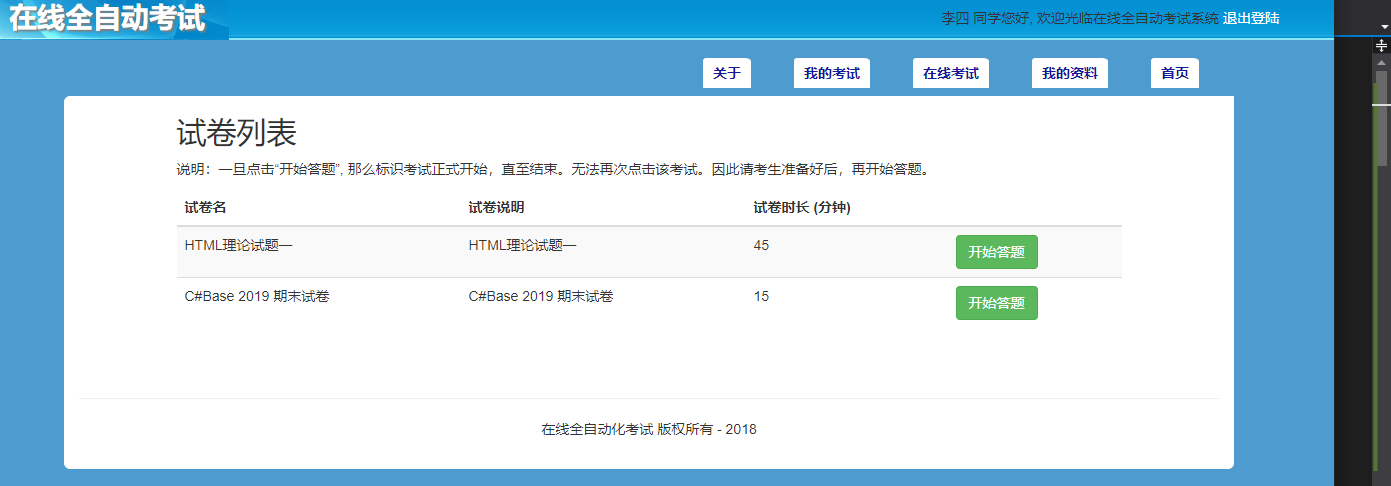 在线全自动考试
李四 同学您好, 欢迎光临在线全自动考试系统 退出登陆
关于 我的考试 在线考试 我的资料 首页
试卷列表
说明：一旦点击“开始答题”, 那么标识考试正式开始，直至结束。无法再次点击该考试。因此请考生准备好后，再开始答题。
试卷名 试卷说明 试卷时长 (分钟)
HTML理论试题一 HTML理论试题一 45 开始答题
C#Base 2019 期末试卷 C#Base 2019 期末试卷 15 开始答题
在线全自动化考试 版权所有 - 2018